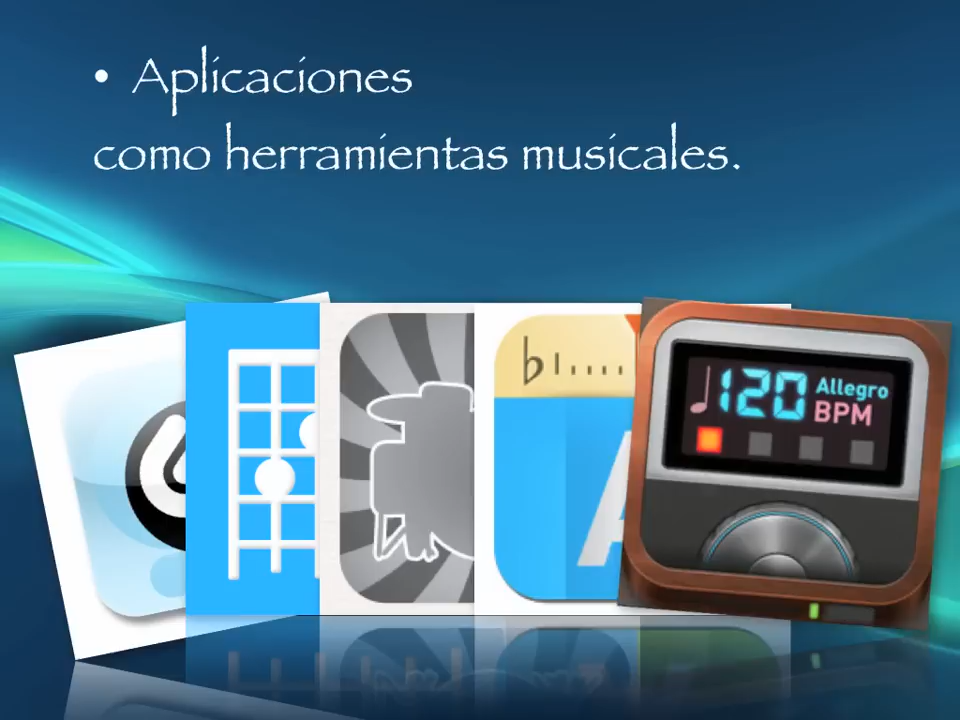 • Aplicaciones
como herramientas musicales.
♭
A
120 Allegro
BPM